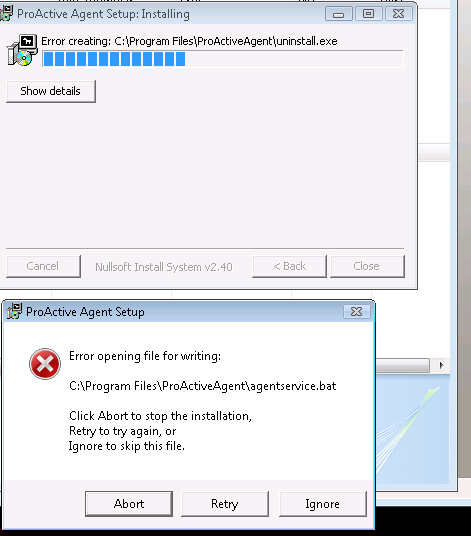 ProActive Agent Setup: Installing
Error creating: C:\Program Files\ProActiveAgent\uninstall.exe
Show details
Cancel
Nullsoft Install System v2.40
< Back
Close
ProActive Agent Setup
Error opening file for writing:
C:\Program Files\ProActiveAgent\agentservice.bat
Click Abort to stop the installation,
Retry to try again, or
Ignore to skip this file.
Abort
Retry
Ignore